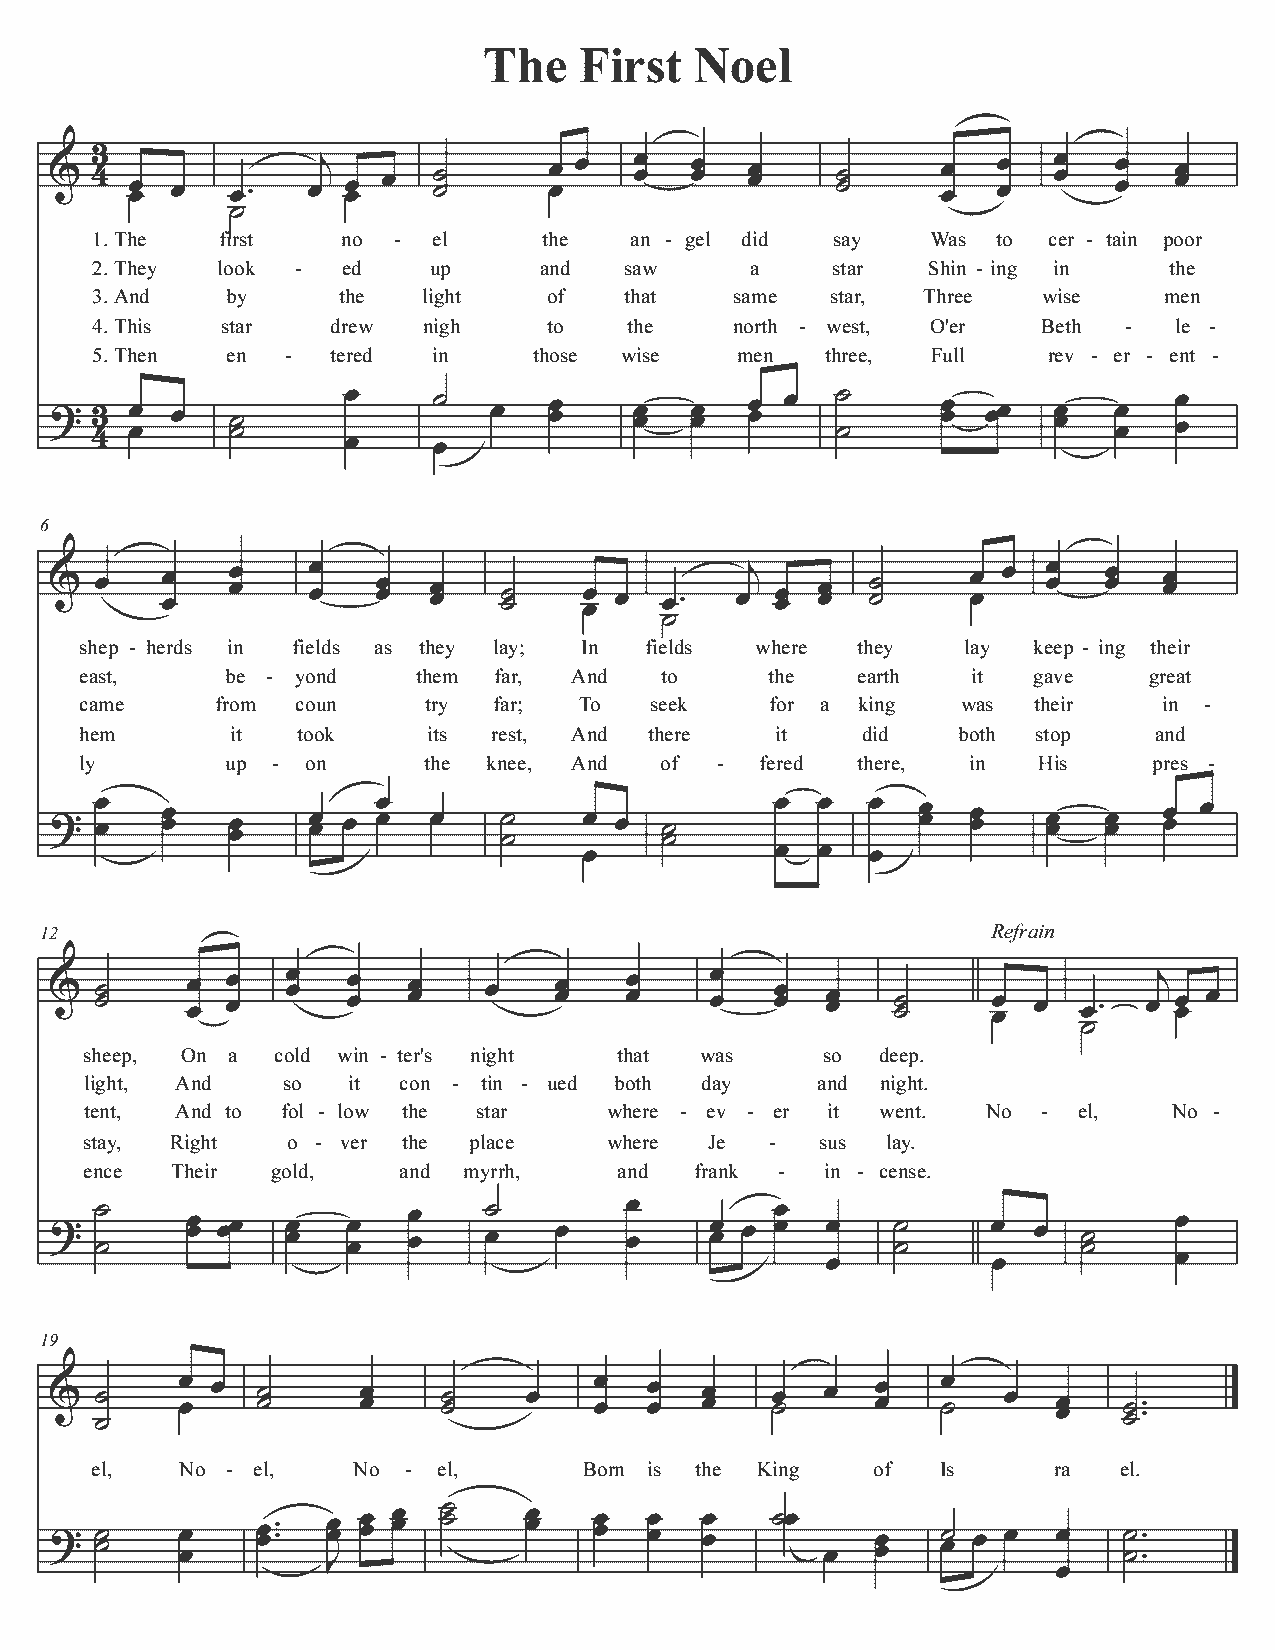 The First Noel
3
4
1. The first no - el the an - gel did say Was to cer - tain poor
2. They look - ed up and saw a star Shin - ing in the
3. And by the light of that same star, Three wise men
4. This star drew nigh to the north - west, O'er Beth - le -
5. Then en - tered in those wise men three, Full rev - er - ent -
3
4
6
shep - herds in fields as they lay; In fields where they lay keep - ing their
east, be - yond them far, And to the earth it gave great
came from coun try far; To seek for a king was their in -
hem it took its rest, And there it did both stop and
ly up - on the knee, And of - fered there, in His pres -
12 Refrain
sheep, On a cold win - ter's night that was so deep.
light, And so it con - tin - ued both day and night.
tent, And to fol - low the star where - ev - er it went. No - el, No -
stay, Right o - ver the place where Je - sus lay.
ence Their gold, and myrrh, and frank - in - cense.
19
el, No - el, No - el, Born is the King of Is ra el.